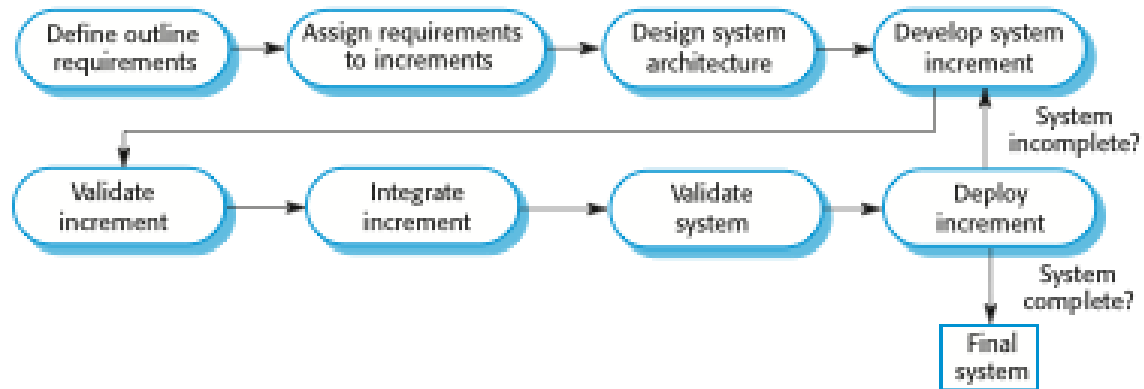 Define outline
requirements
Assign requirements
to increments
Design system
architecture
Develop system
increment
System
incomplete?
Validate
increment
Integrate
increment
Validate
system
Deploy
increment
System
complete?
Final
system